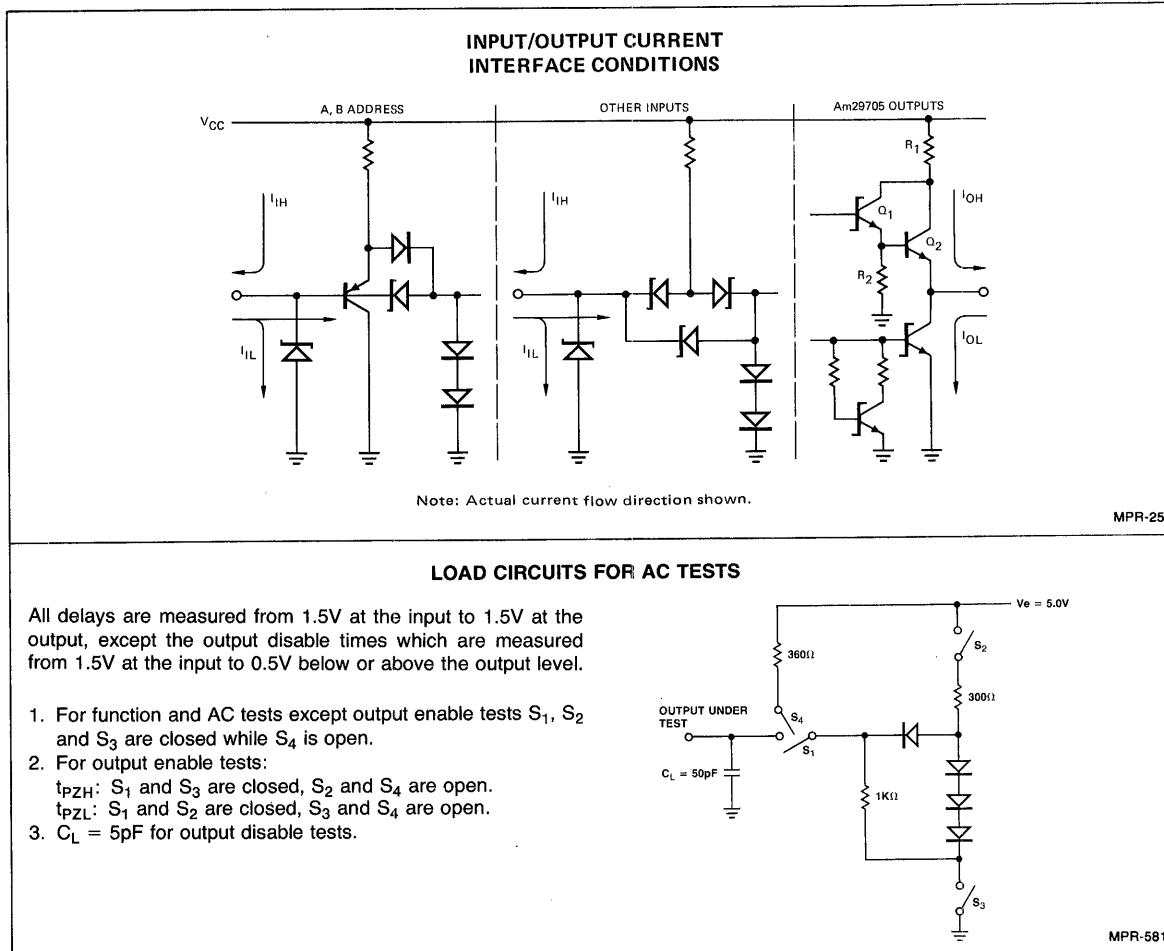 INPUT/OUTPUT CURRENT
INTERFACE CONDITIONS
A, B ADDRESS
OTHER INPUTS
Am29705 OUTPUTS
VCC
R1
IIH
IIH
IOH
Q1
Q2
R2
IIL
IIL
IOL
Note: Actual current flow direction shown.
MPR-25
LOAD CIRCUITS FOR AC TESTS
All delays are measured from 1.5V at the input to 1.5V at the
output, except the output disable times which are measured
from 1.5V at the input to 0.5V below or above the output level.
1. For function and AC tests except output enable tests S1, S2
and S3 are closed while S4 is open.
2. For output enable tests:
tPZH: S1 and S3 are closed, S2 and S4 are open.
tPZL: S1 and S2 are closed, S3 and S4 are open.
3. CL = 5pF for output disable tests.
Ve = 5.0V
S2
360Ω
300Ω
OUTPUT UNDER
TEST
S4
S1
CL = 50pF
1KΩ
S3
MPR-581